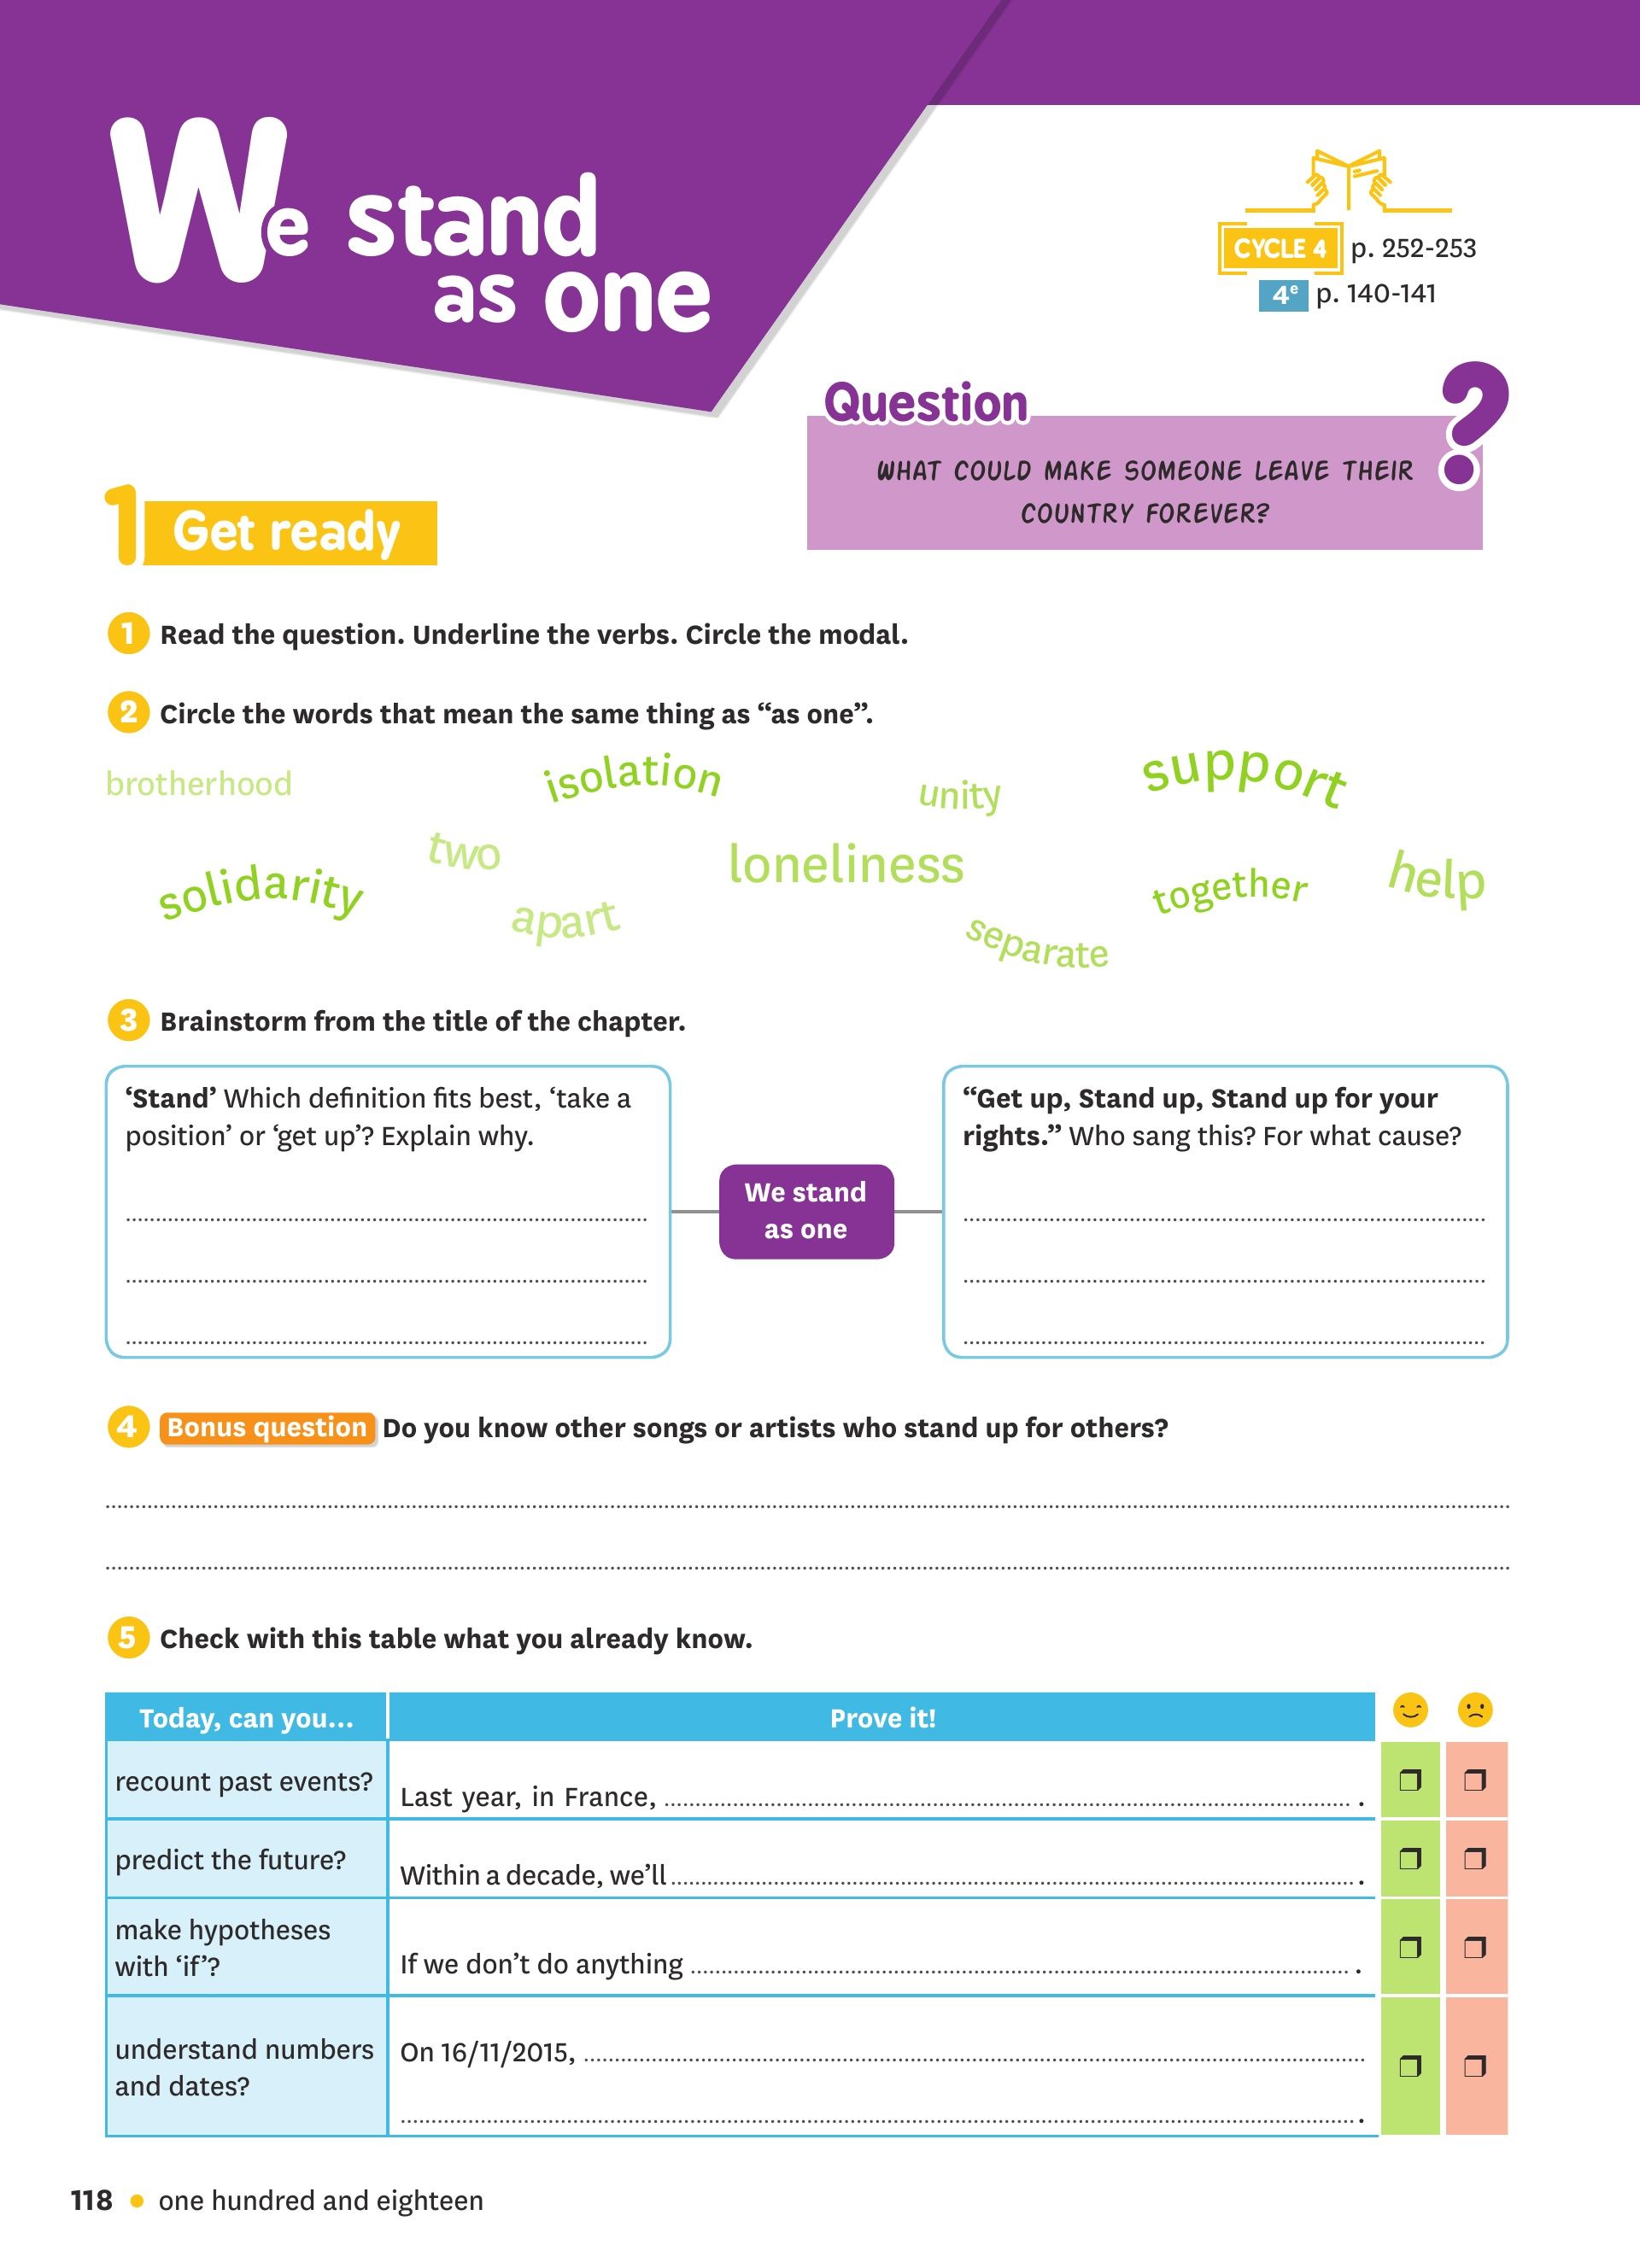 We stand
as one
CYCLE 4 p. 252-253
4e p. 140-141
Question ?
WHAT COULD MAKE SOMEONE LEAVE THEIR
COUNTRY FOREVER?
1 Get ready
1 Read the question. Underline the verbs. Circle the modal.
2 Circle the words that mean the same thing as “as one”.
brotherhood
isolation
unity
support
solidarity
two
apart
loneliness
separate
together
help
3 Brainstorm from the title of the chapter.
‘Stand’ Which definition fits best, ‘take a
position’ or ‘get up’? Explain why.
We stand
as one
“Get up, Stand up, Stand up for your
rights.” Who sang this? For what cause?
4 Bonus question Do you know other songs or artists who stand up for others?
5 Check with this table what you already know.
Today, can you... Prove it!
recount past events? Last year, in France, .
predict the future? Within a decade, we’ll .
make hypotheses
with ‘if’?
If we don’t do anything .
understand numbers
and dates?
On 16/11/2015,
.
118 • one hundred and eighteen